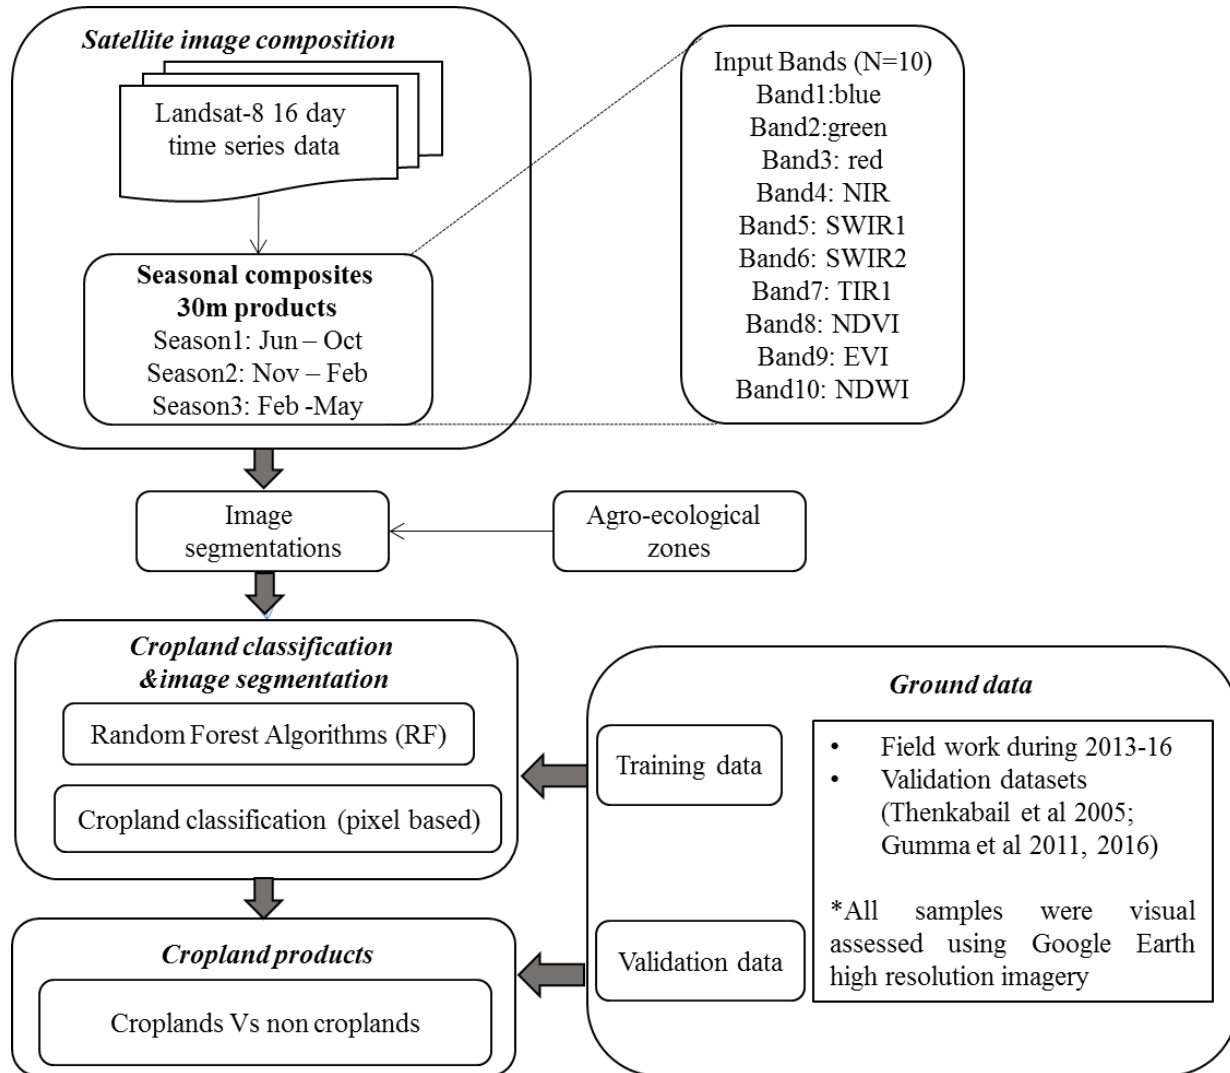 Satellite image composition
Landsat-8 16 day
time series data
Seasonal composites
30m products
Season1: Jun – Oct
Season2: Nov – Feb
Season3: Feb -May
Input Bands (N=10)
Band1:blue
Band2:green
Band3: red
Band4: NIR
Band5: SWIR1
Band6: SWIR2
Band7: TIR1
Band8: NDVI
Band9: EVI
Band10: NDWI
Image
segmentations
Agro-ecological
zones
Cropland classification
&image segmentation
Random Forest Algorithms (RF)
Cropland classification (pixel based)
Ground data
Training data
Validation data
• Field work during 2013-16
• Validation datasets
(Thenkabail et al 2005;
Gumma et al 2011, 2016)
*All samples were visual
assessed using Google Earth
high resolution imagery
Cropland products
Croplands Vs non croplands